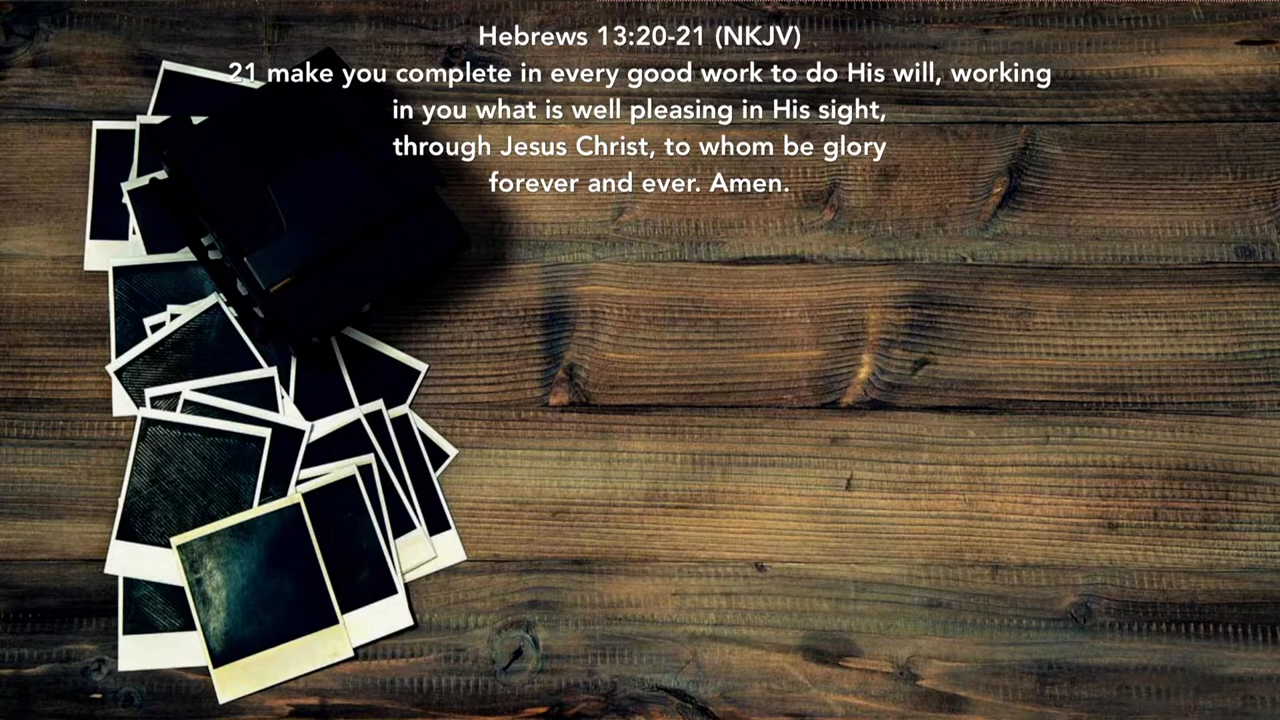 Hebrews 13:20-21 (NKJV)
21 make you complete in every good work to do His will, working
in you what is well pleasing in His sight,
through Jesus Christ, to whom be glory
forever and ever. Amen.